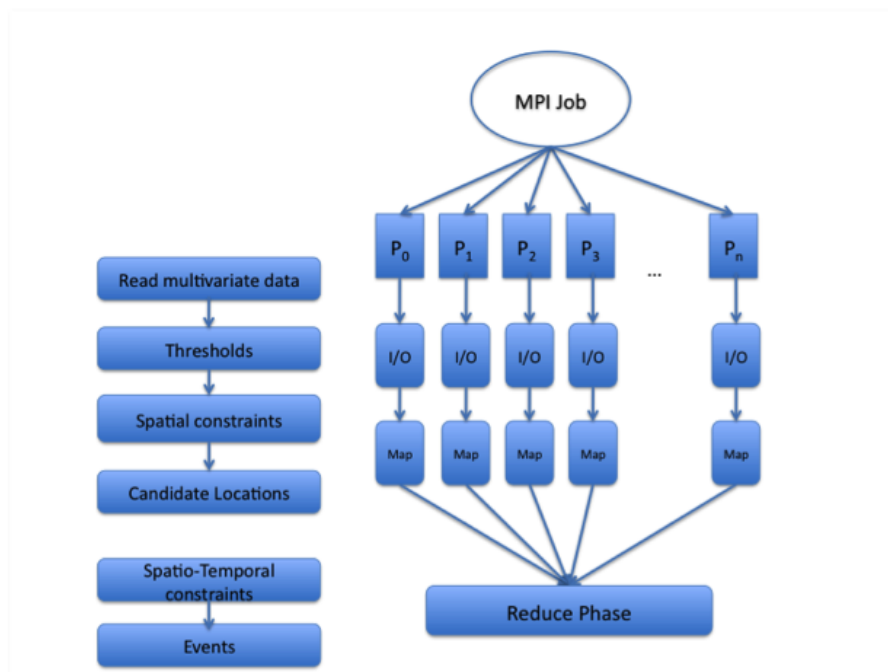 MPI Job
P0 P1 P2 P3 ... Pn
I/O I/O I/O I/O I/O
Map Map Map Map Map
Reduce Phase
Read multivariate data
Thresholds
Spatial constraints
Candidate Locations
Spatio-Temporal
constraints
Events